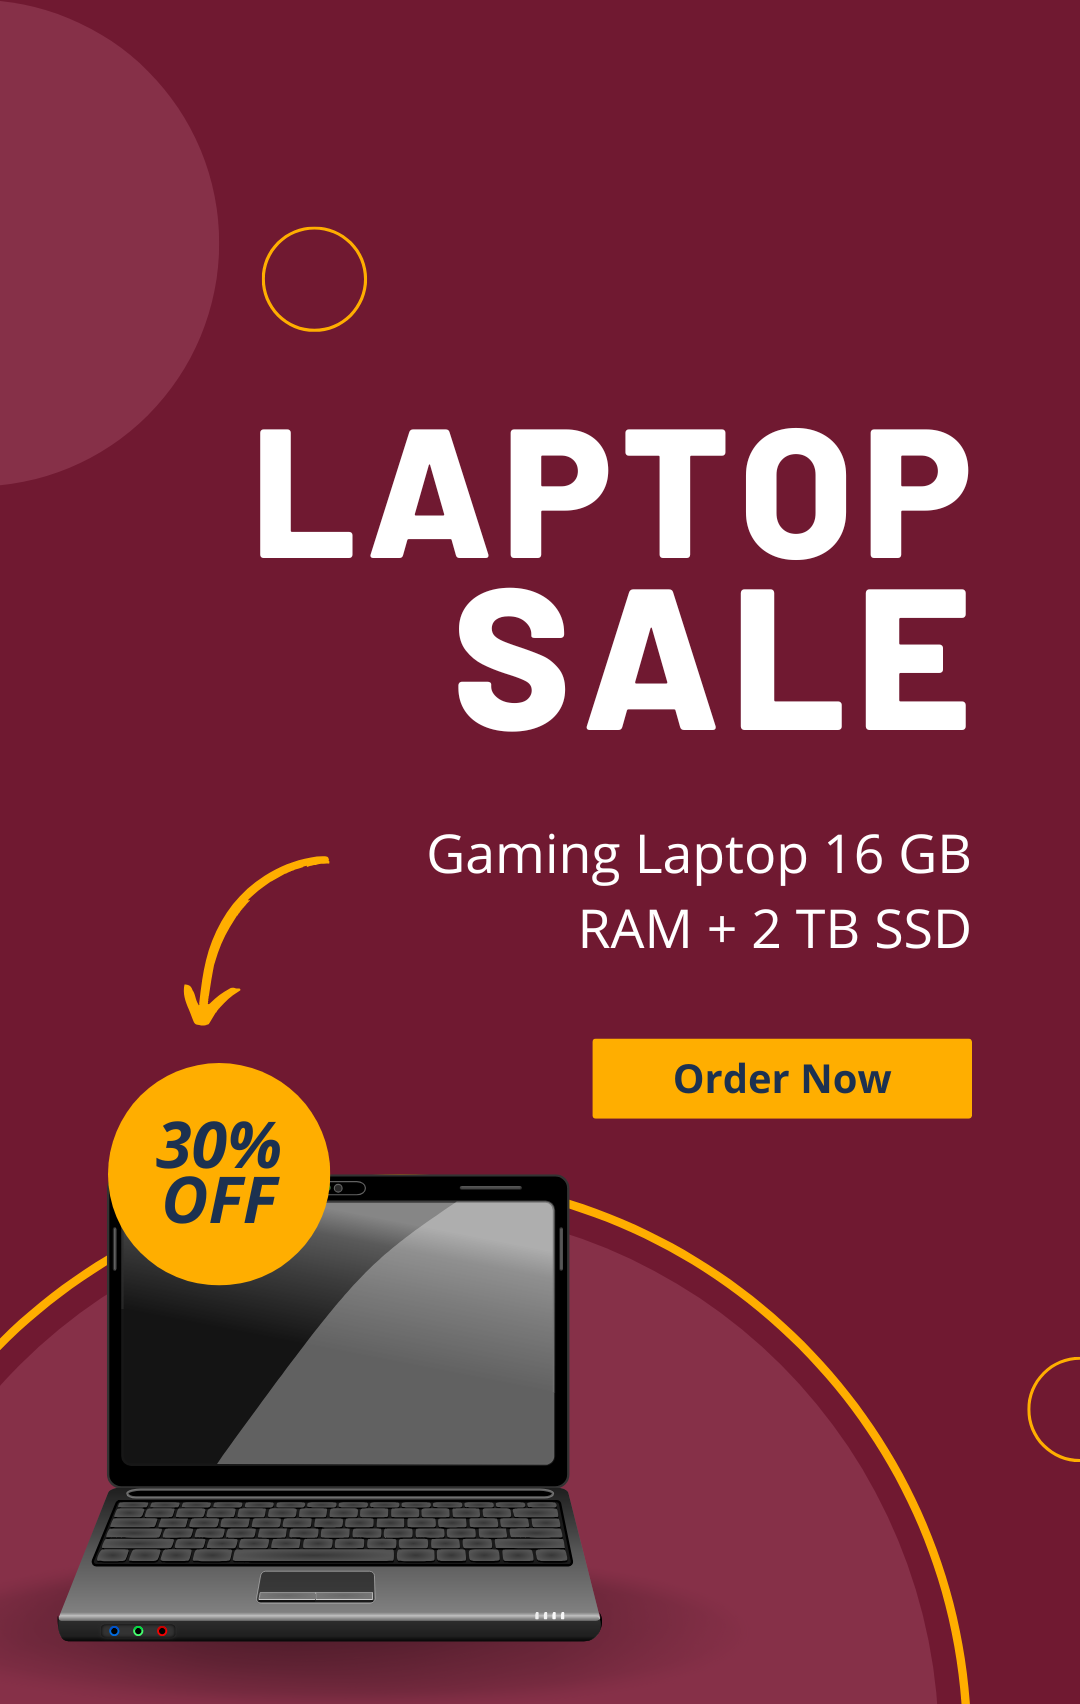 LAPTOP
SALE
Gaming Laptop 16 GB
RAM + 2 TB SSD
Order Now
30%
OFF